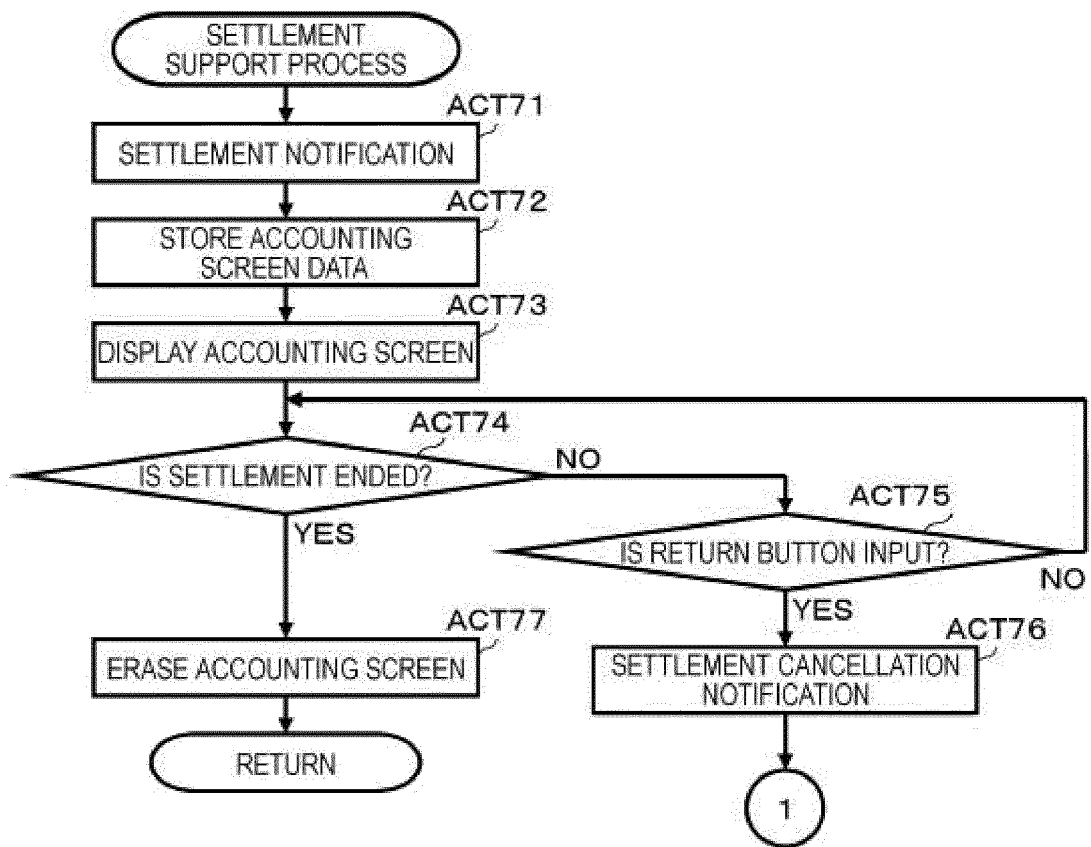 SETTLEMENT
SUPPORT PROCESS
ACT71
SETTLEMENT NOTIFICATION
ACT72
STORE ACCOUNTING
SCREEN DATA
ACT73
DISPLAY ACCOUNTING SCREEN
ACT74
IS SETTLEMENT ENDED?
NO
YES
ACT75
IS RETURN BUTTON INPUT?
NO
YES
ACT76
SETTLEMENT CANCELLATION
NOTIFICATION
1
ACT77
ERASE ACCOUNTING SCREEN
RETURN